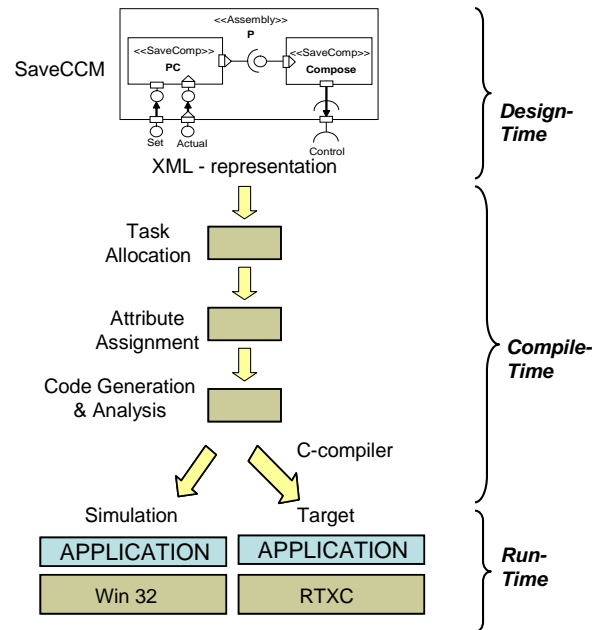 <<Assembly>>
P
<<SaveComp>>
PC
<<SaveComp>>
Compose
SaveCCM
Set
Actual
Control
XML - representation
Design-
Time
Task
Allocation
Attribute
Assignment
Code Generation
& Analysis
Compile-
Time
C-compiler
Simulation
Target
APPLICATION
APPLICATION
Win 32
RTXC
Run-
Time